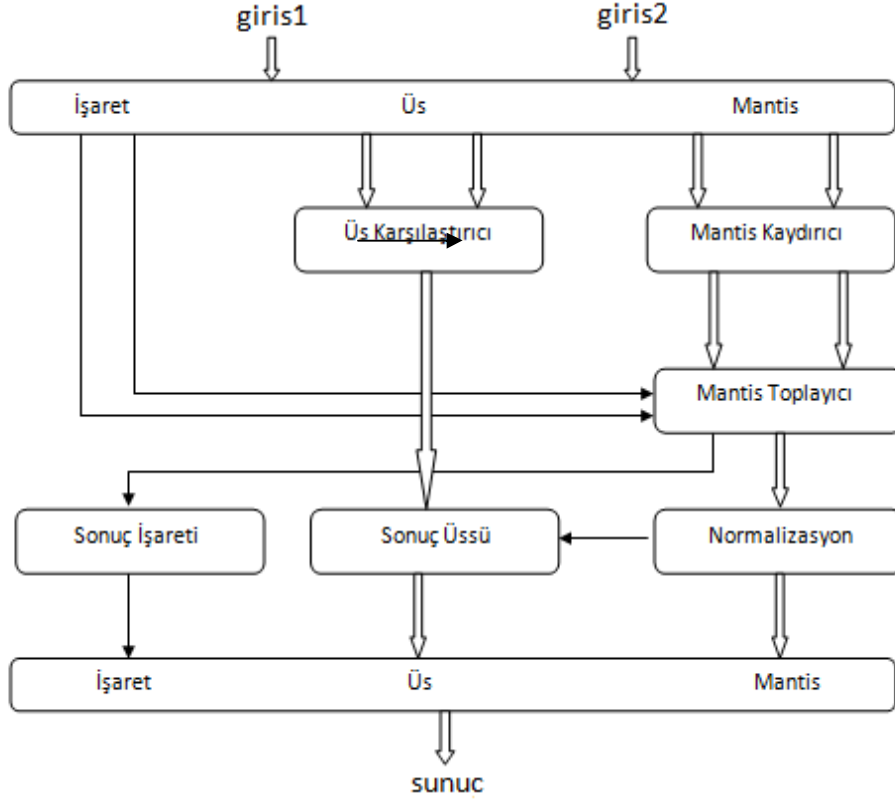 giris1
giris2
İşaret
Üs
Mantis
Üs Karşılaştırıcı
Mantis Kaydırıcı
Mantis Toplayıcı
Sonuç İşareti
Sonuç Üssü
Normalizasyon
İşaret
Üs
Mantis
sunuc